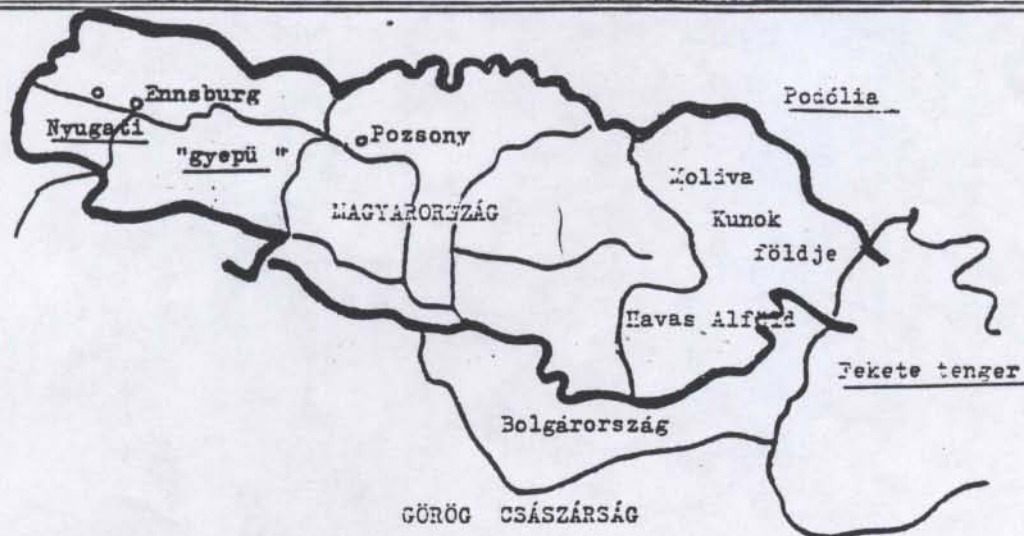 Podólia
Ennsburg
Nyugati
Pozsony
"gyepü "
Moldva
MAGYARORSZÁG
Kunok
földje
Havas Alföld
Fekete tenger
Bolgárország
GÖRÖG CSÁSZÁRSÁG